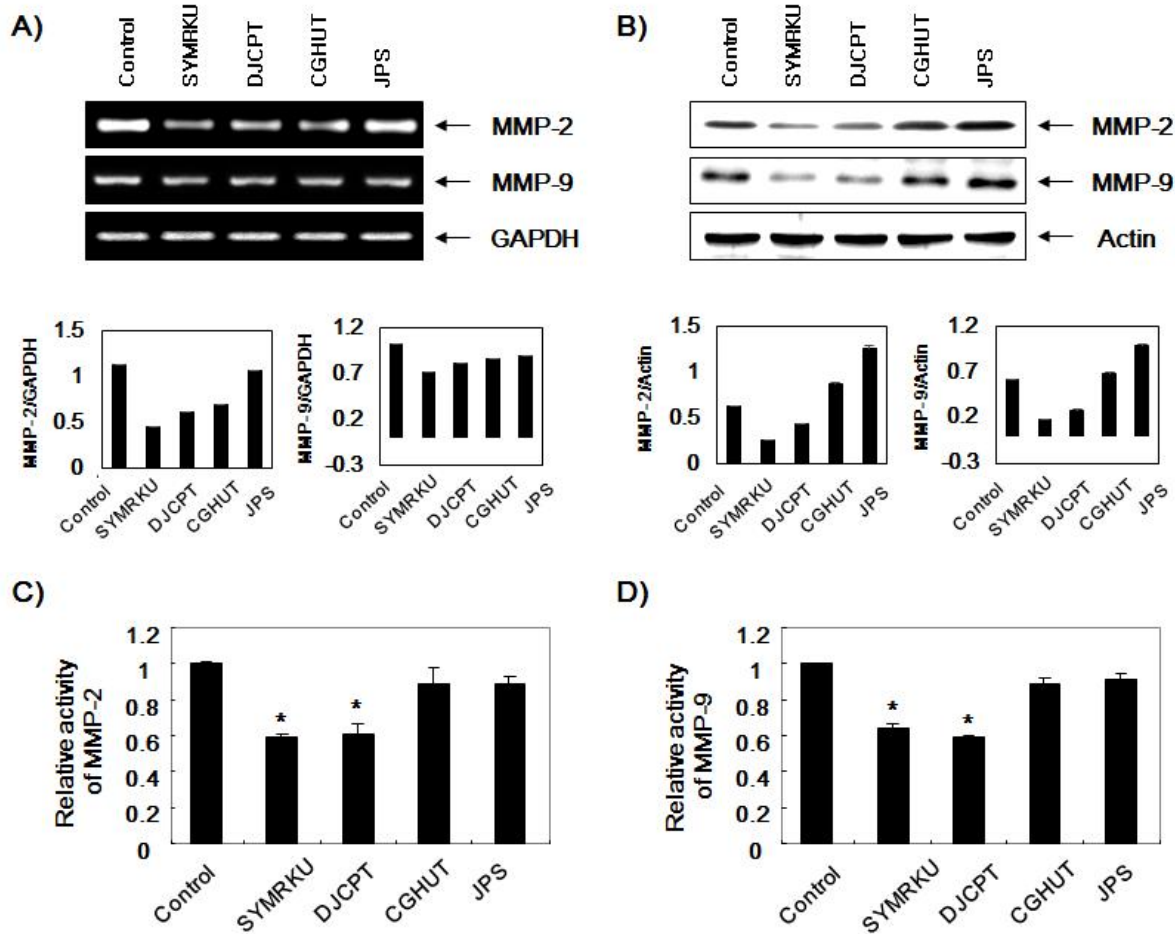 A)
Control
SYMRKU
DJCPT
CGHUT
JPS
MMP-2
MMP-9
GAPDH
MMP-2/GAPDH
1.5
1
0.5
0
Control
SYMRKU
DJCPT
CGHUT
JPS
MMP-9/GAPDH
1.2
0.7
0.2
-0.3
Control
SYMRKU
DJCPT
CGHUT
JPS
B)
Control
SYMRKU
DJCPT
CGHUT
JPS
MMP-2
MMP-9
Actin
MMP-2/Actin
1.5
1
0.5
0
Control
SYMRKU
DJCPT
CGHUT
JPS
MMP-9/Actin
1.2
0.7
0.2
-0.3
Control
SYMRKU
DJCPT
CGHUT
JPS
C)
Relative activity
of MMP-2
1.2
1
0.8
0.6
0.4
0.2
0
*
*
Control
SYMRKU
DJCPT
CGHUT
JPS
D)
Relative activity
of MMP-9
1.2
1
0.8
0.6
0.4
0.2
0
*
*
Control
SYMRKU
DJCPT
CGHUT
JPS